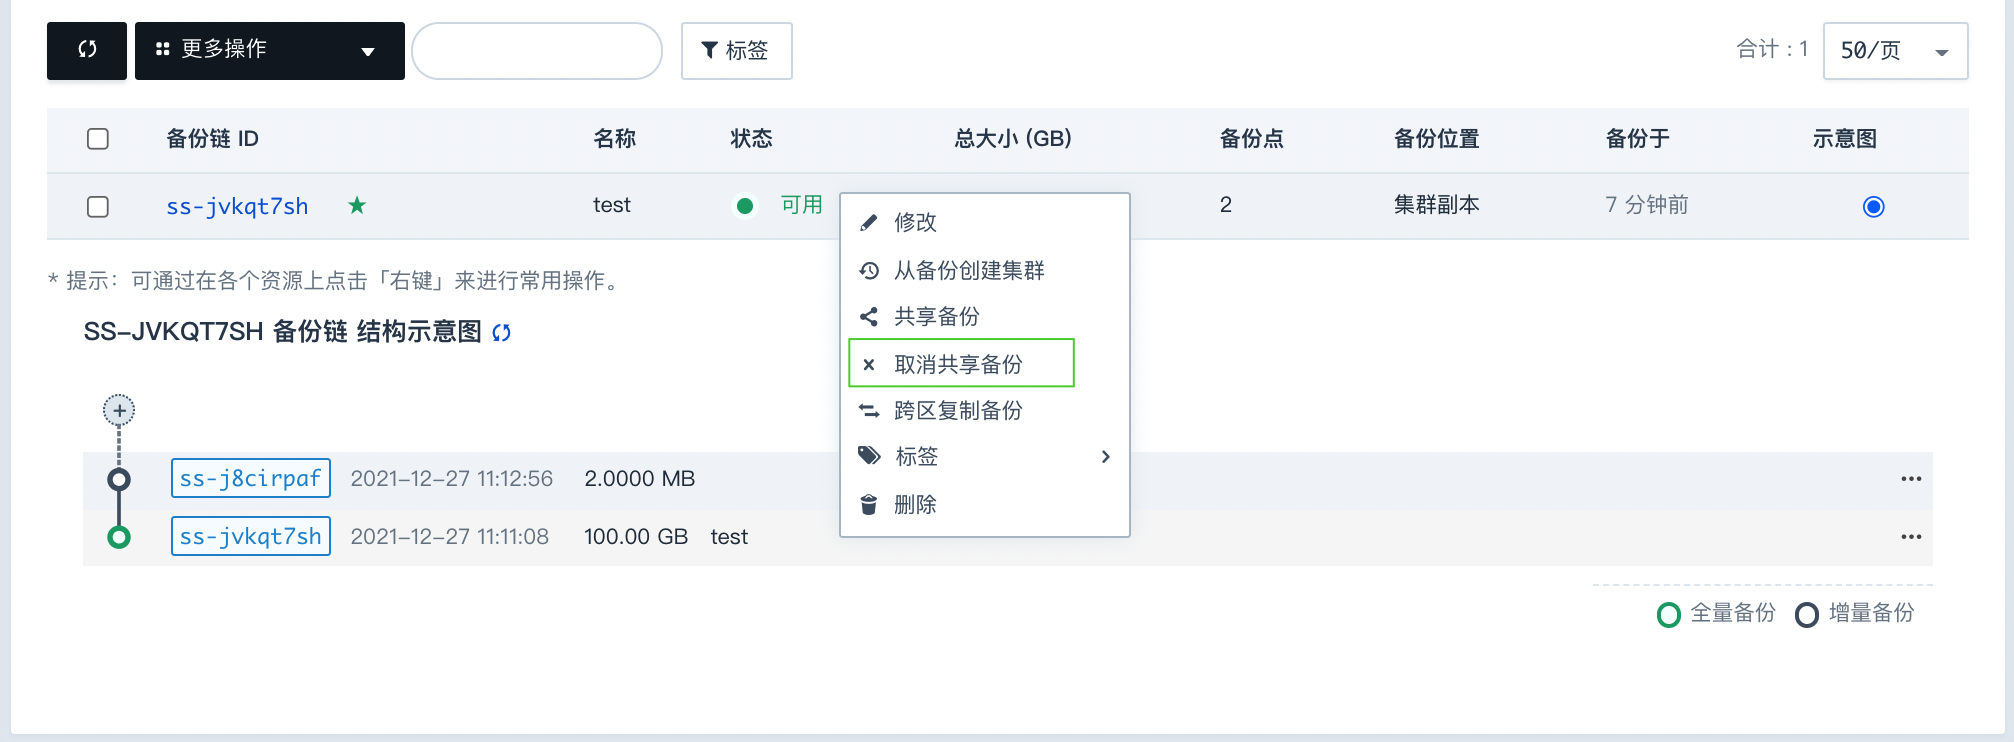 更多操作 标签 合计：1 50/页
备份链 ID 名称 状态 总大小 (GB) 备份点 备份位置 备份于 示意图
ss-jvkqt7sh test 可用 2 集群副本 7 分钟前
修改
从备份创建集群
共享备份
取消共享备份
跨区复制备份
标签
删除
* 提示：可通过在各个资源上点击「右键」来进行常用操作。
SS-JVKQT7SH 备份链 结构示意图
ss-j8cirpaf 2021-12-27 11:12:56 2.0000 MB
ss-jvkqt7sh 2021-12-27 11:11:08 100.00 GB test
全量备份 增量备份